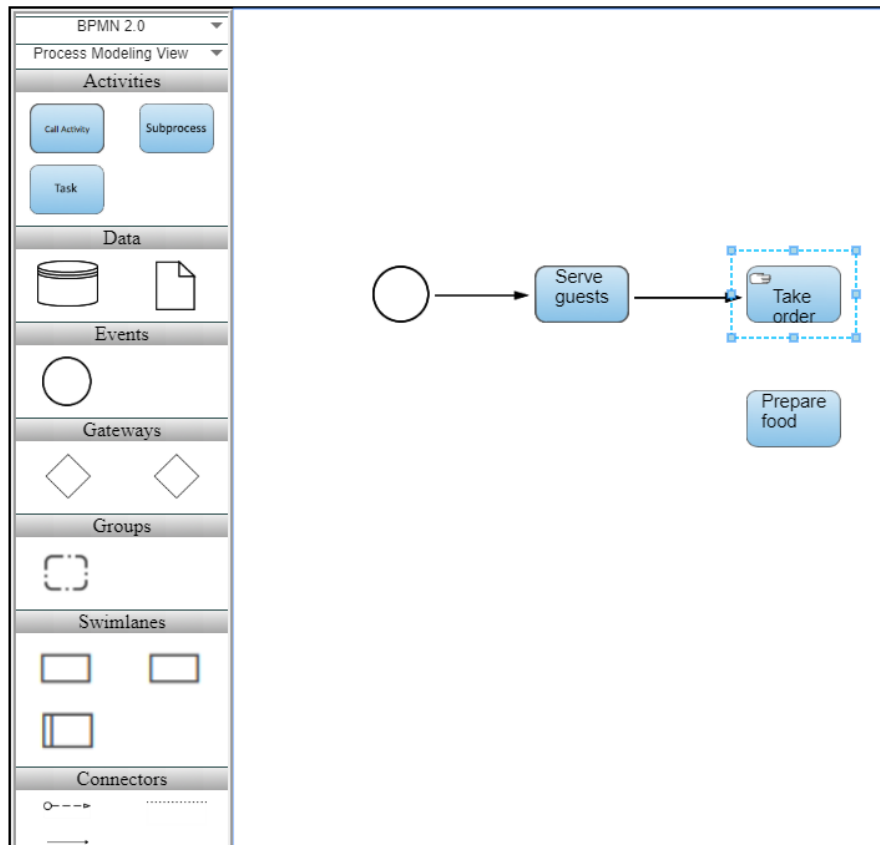 BPMN 2.0
Process Modeling View
Activities
Call Activity
Subprocess
Task
Data
Events
Gateways
Groups
Swimlanes
Connectors
Serve
guests
Take
order
Prepare
food